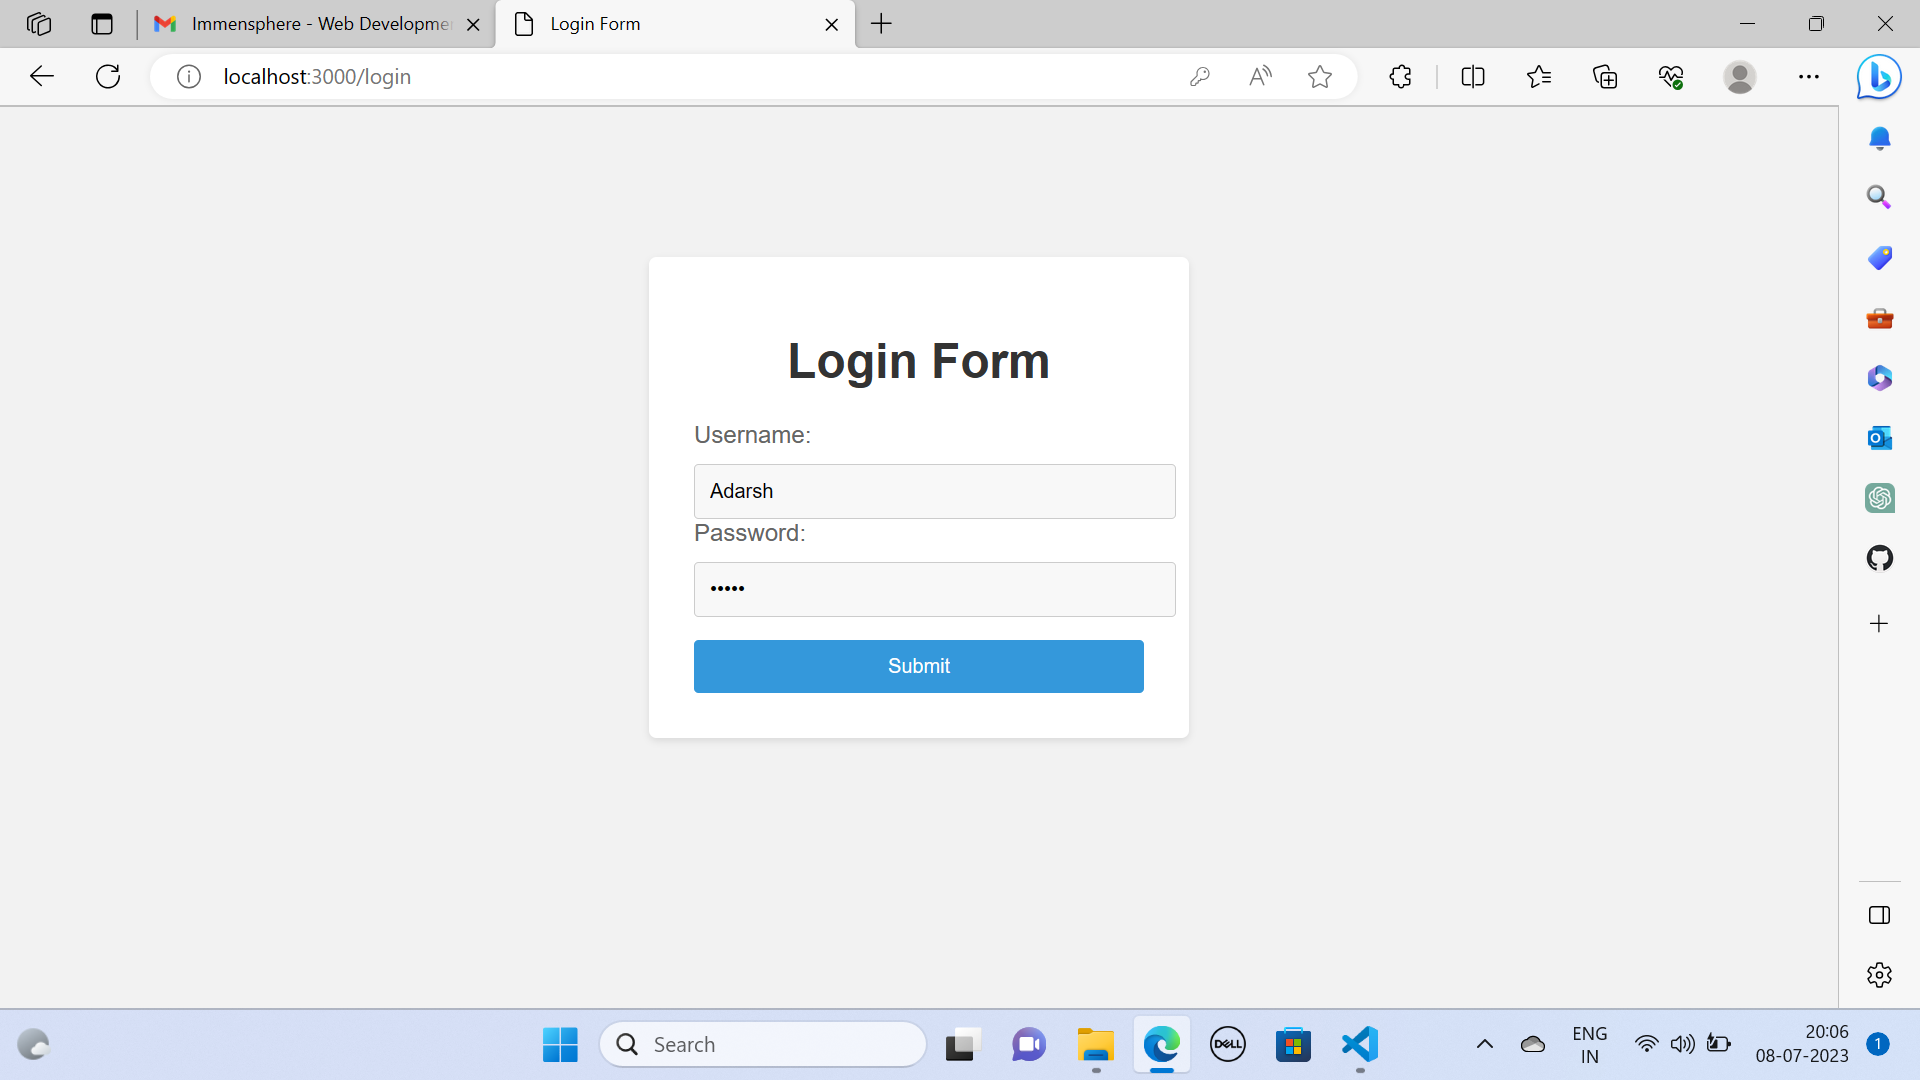 Immensphere - Web Developme
Login Form
localhost:3000/login
Login Form
Username:
Adarsh
Password:
•••••
Submit
Search
DELL
ENG
IN
20:06
08-07-2023
1